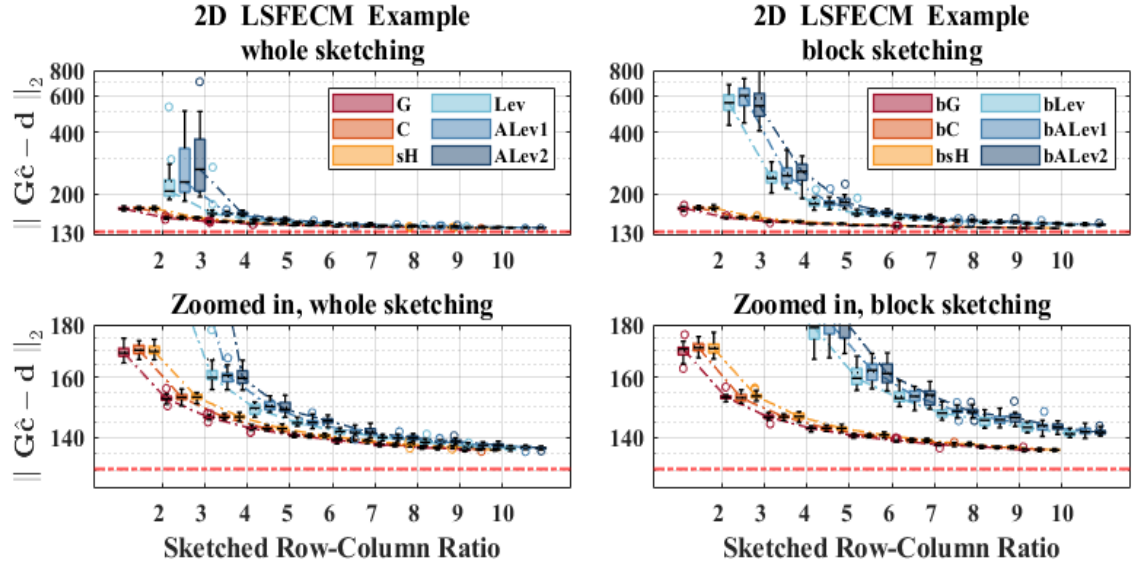 2D LSFECM Example
whole sketching
‖ Gĉ − d ‖₂
800
600
400
200
130
G
C
sH
Lev
ALev1
ALev2
2 3 4 5 6 7 8 9 10
2D LSFECM Example
block sketching
800
600
400
200
130
bG
bC
bsH
bLev
bALev1
bALev2
2 3 4 5 6 7 8 9 10
Zoomed in, whole sketching
‖ Gĉ − d ‖₂
180
160
140
2 3 4 5 6 7 8 9 10
Sketched Row-Column Ratio
Zoomed in, block sketching
180
160
140
2 3 4 5 6 7 8 9 10
Sketched Row-Column Ratio